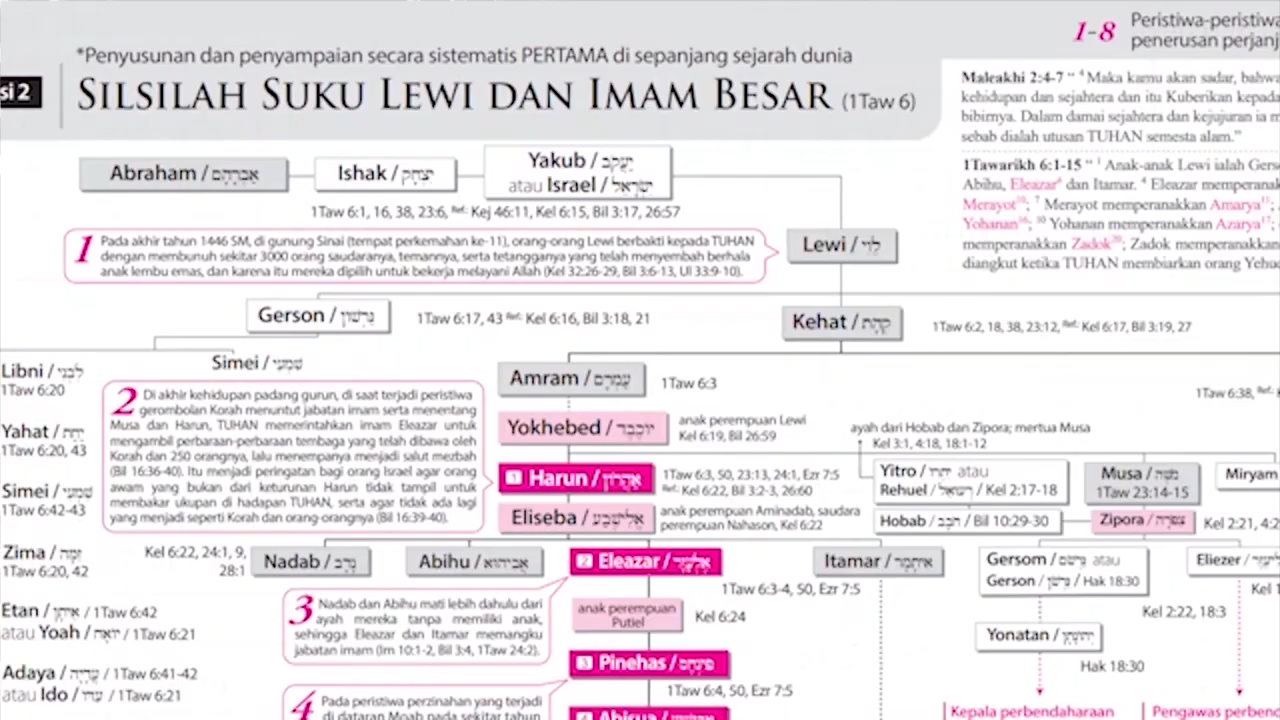 1-8 Peristiwa-peristiwa
penerusan perjanj
*Penyusunan dan penyampaian secara sistematis PERTAMA di sepanjang sejarah dunia
si 2
SILSILAH SUKU LEWI DAN IMAM BESAR (1Taw 6)
Maleakhi 2:4-7 “ 4 Maka kamu akan sadar, bahwa
kehidupan dan sejahtera dan itu Kuberikan kepada
bibirnya. Dalam damai sejahtera dan kejujuran ia m
sebab dialah utusan TUHAN semesta alam.”
1Tawarikh 6:1-15 “ 1 Anak-anak Lewi ialah Gers
Abihu, Eleazar4 dan Itamar. 4 Eleazar memperanak
Merayot10; 7 Merayot memperanakkan Amarya11;
Yohanan16; 10 Yohanan memperanakkan Azarya17;
memperanakkan Zadok20; Zadok memperanakkan
diangkut ketika TUHAN membiarkan orang Yehud
Abraham / אַבְרָהָם
Ishak / יִצְחָק
Yakub / יַעֲקֹב
atau Israel / יִשְׂרָאֵל
1Taw 6:1, 16, 38, 23:6, Ref: Kej 46:11, Kel 6:15, Bil 3:17, 26:57
1 Pada akhir tahun 1446 SM, di gunung Sinai (tempat perkemahan ke-11), orang-orang Lewi berbakti kepada TUHAN
dengan membunuh sekitar 3000 orang saudaranya, temannya, serta tetangganya yang telah menyembah berhala
anak lembu emas, dan karena itu mereka dipilih untuk bekerja melayani Allah (Kel 32:26-29, Bil 3:6-13, Ul 33:9-10).
Lewi / לֵוִי
Gerson / גֵּרְשׁוֹן
1Taw 6:17, 43 Ref: Kel 6:16, Bil 3:18, 21
Kehat / קְהָת
1Taw 6:2, 18, 38, 23:12, Ref: Kel 6:17, Bil 3:19, 27
Libni / לִבְנִי
1Taw 6:20
Simei / שִׁמְעִי
Yahat / יַחַת
1Taw 6:20, 43
Simei / שִׁמְעִי
1Taw 6:42-43
Zima / זִמָּה
1Taw 6:20, 42
Etan / אֵיתָן / 1Taw 6:42
atau Yoah / יוֹאָח / 1Taw 6:21
Adaya / עֲדָיָה / 1Taw 6:41-42
atau Ido / עִדּוֹ / 1Taw 6:21
2 Di akhir kehidupan padang gurun, di saat terjadi peristiwa
gerombolan Korah menuntut jabatan imam serta menentang
Musa dan Harun, TUHAN memerintahkan imam Eleazar untuk
mengambil perbaraan-perbaraan tembaga yang telah dibawa oleh
Korah dan 250 orangnya, lalu menempanya menjadi salut mezbah
(Bil 16:36-40). Itu menjadi peringatan bagi orang Israel agar orang
awam yang bukan dari keturunan Harun tidak tampil untuk
membakar ukupan di hadapan TUHAN, serta agar tidak ada lagi
yang menjadi seperti Korah dan orang-orangnya (Bil 16:39-40).
Amram / עַמְרָם
1Taw 6:3
1Taw 6:38, Ref:
Yokhebed / יוֹכֶבֶד
anak perempuan Lewi
Kel 6:19, Bil 26:59
ayah dari Hobab dan Zipora; mertua Musa
Kel 3:1, 4:18, 18:1-12
1 Harun / אַהֲרוֹן
1Taw 6:3, 50, 23:13, 24:1, Ezr 7:5
Ref: Kel 6:22, Bil 3:2-3, 26:60
Yitro / יִתְרוֹ atau
Rehuel / רְעוּאֵל / Kel 2:17-18
Musa / מֹשֶׁה
1Taw 23:14-15
Miryam
Eliseba / אֱלִישֶׁבַע
anak perempuan Aminadab, saudara
perempuan Nahason, Kel 6:22
Hobab / חֹבָב / Bil 10:29-30
Zipora / צִפֹּרָה
Kel 2:21, 4:2
Kel 6:22, 24:1, 9,
28:1
Nadab / נָדָב
Abihu / אֲבִיהוּא
2 Eleazar / אֶלְעָזָר
Itamar / אִיתָמָר
1Taw 6:3-4, 50, Ezr 7:5
Gersom / גֵּרְשֹׁם atau
Gerson / גֵּרְשׁוֹן / Hak 18:30
Eliezer /
Kel 2:22, 18:3
Kel 1
3 Nadab dan Abihu mati lebih dahulu dari
ayah mereka tanpa memiliki anak,
sehingga Eleazar dan Itamar memangku
jabatan imam (Im 10:1-2, Bil 3:4, 1Taw 24:2).
anak perempuan
Putiel
Kel 6:24
Yonatan / יְהוֹנָתָן
Hak 18:30
3 Pinehas / פִּינְחָס
1Taw 6:4, 50, Ezr 7:5
4 Pada peristiwa perzinahan yang terjadi
di dataran Moab pada sekitar tahun
4 Abisua /
Kepala perbendaharaan
Pengawas perbend